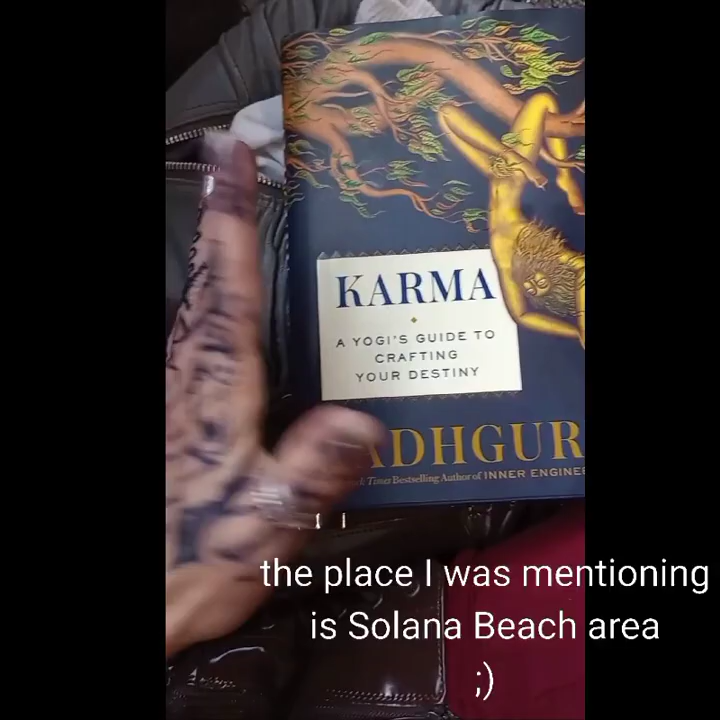 KARMA
A YOGI'S GUIDE TO
CRAFTING
YOUR DESTINY
ADHGUR
Times Bestselling Author of INNER ENGINE
the place I was mentioning
is Solana Beach area
;)